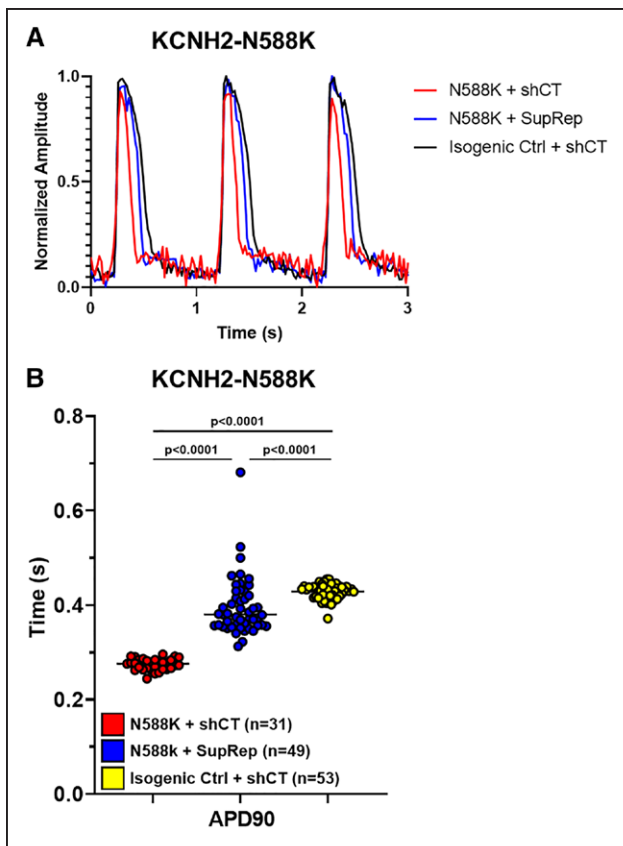 A
KCNH2-N588K
1.0
0.5
0.0
Normalized Amplitude
0
1
2
3
Time (s)
N588K + shCT
N588K + SupRep
Isogenic Ctrl + shCT
B
KCNH2-N588K
0.8
0.6
0.4
0.2
0.0
Time (s)
p<0.0001
p<0.0001
p<0.0001
N588K + shCT (n=31)
N588k + SupRep (n=49)
Isogenic Ctrl + shCT (n=53)
APD90